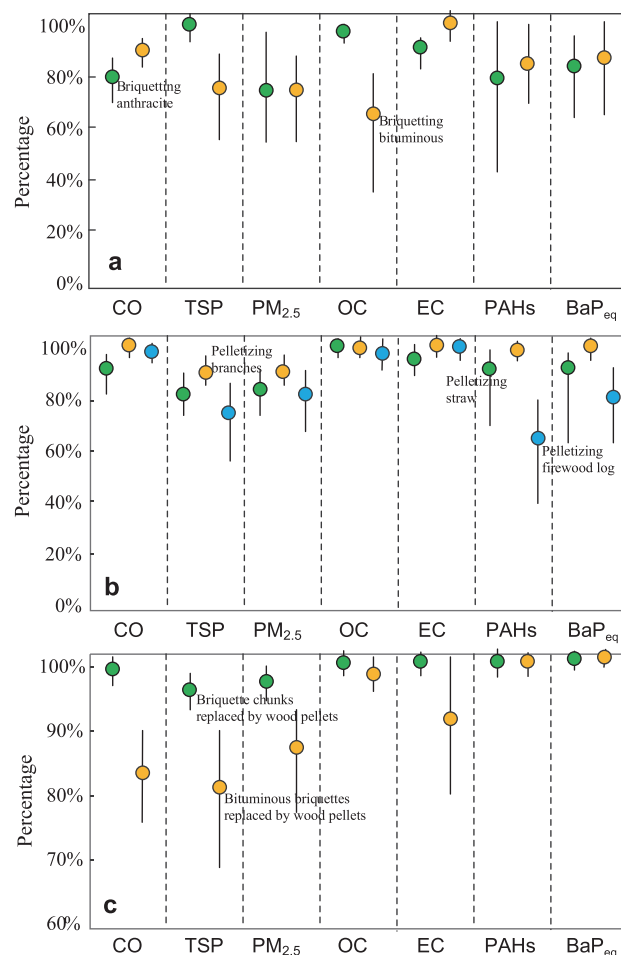 100%
80%
60%
40%
20%
0%
Percentage
Briquetting
anthracite
Briquetting
bituminous
a
CO TSP PM2.5 OC EC PAHs BaPeq
100%
80%
60%
40%
20%
0%
Percentage
Pelletizing
branches
Pelletizing
straw
Pelletizing
firewood log
b
CO TSP PM2.5 OC EC PAHs BaPeq
100%
90%
80%
70%
60%
Percentage
Briquette chunks
replaced by wood pellets
Bituminous briquettes
replaced by wood pellets
c
CO TSP PM2.5 OC EC PAHs BaPeq